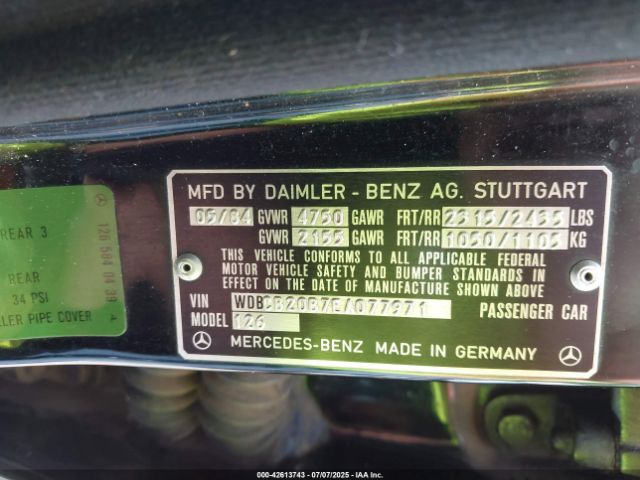 MFD BY DAIMLER - BENZ AG. STUTTGART
05/84 GVWR 4750 GAWR FRT/RR 2315/2435 LBS
GVWR 2155 GAWR FRT/RR 1050/1105 KG
THIS VEHICLE CONFORMS TO ALL APPLICABLE FEDERAL
MOTOR VEHICLE SAFETY AND BUMPER STANDARDS IN
EFFECT ON THE DATE OF MANUFACTURE SHOWN ABOVE
VIN WDBCB20B7EA077971 PASSENGER CAR
MODEL 126
MERCEDES-BENZ MADE IN GERMANY
REAR 3
REAR
34 PSI
PIPE COVER 4
126 584 04 39
000-42613743 - 07/07/2025 - IAAI, Inc.